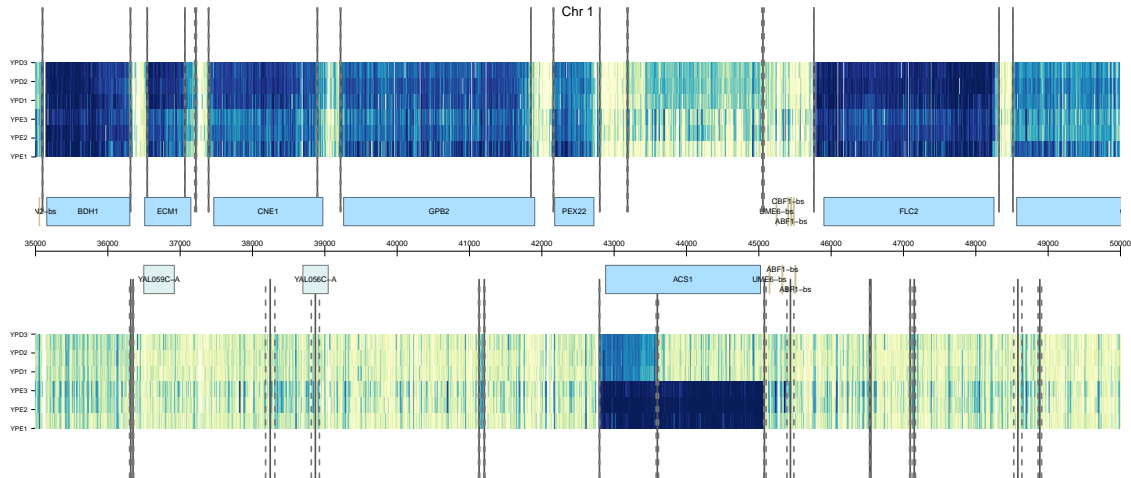 Chr 1
YPD3
YPD2
YPD1
YPE3
YPE2
YPE1
N2-bs BDH1 ECM1 CNE1 GPB2 PEX22 UME6-bs CBF1-bs ABF1-bs FLC2
35000 36000 37000 38000 39000 40000 41000 42000 43000 44000 45000 46000 47000 48000 49000 50000
YAL059C-A YAL056C-A ACS1 UME6-bs ABF1-bs ABF1-bs
YPD3
YPD2
YPD1
YPE3
YPE2
YPE1